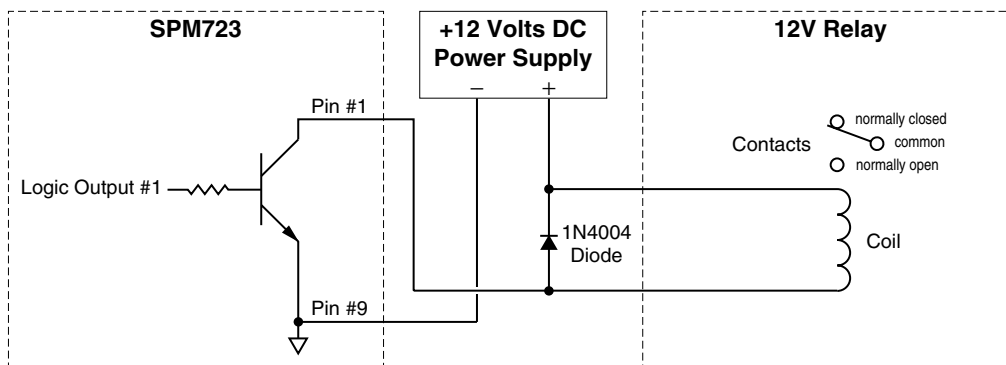 SPM723
+12 Volts DC
Power Supply
− +
12V Relay
Pin #1
normally closed
Contacts
common
normally open
Logic Output #1
1N4004
Diode
Coil
Pin #9